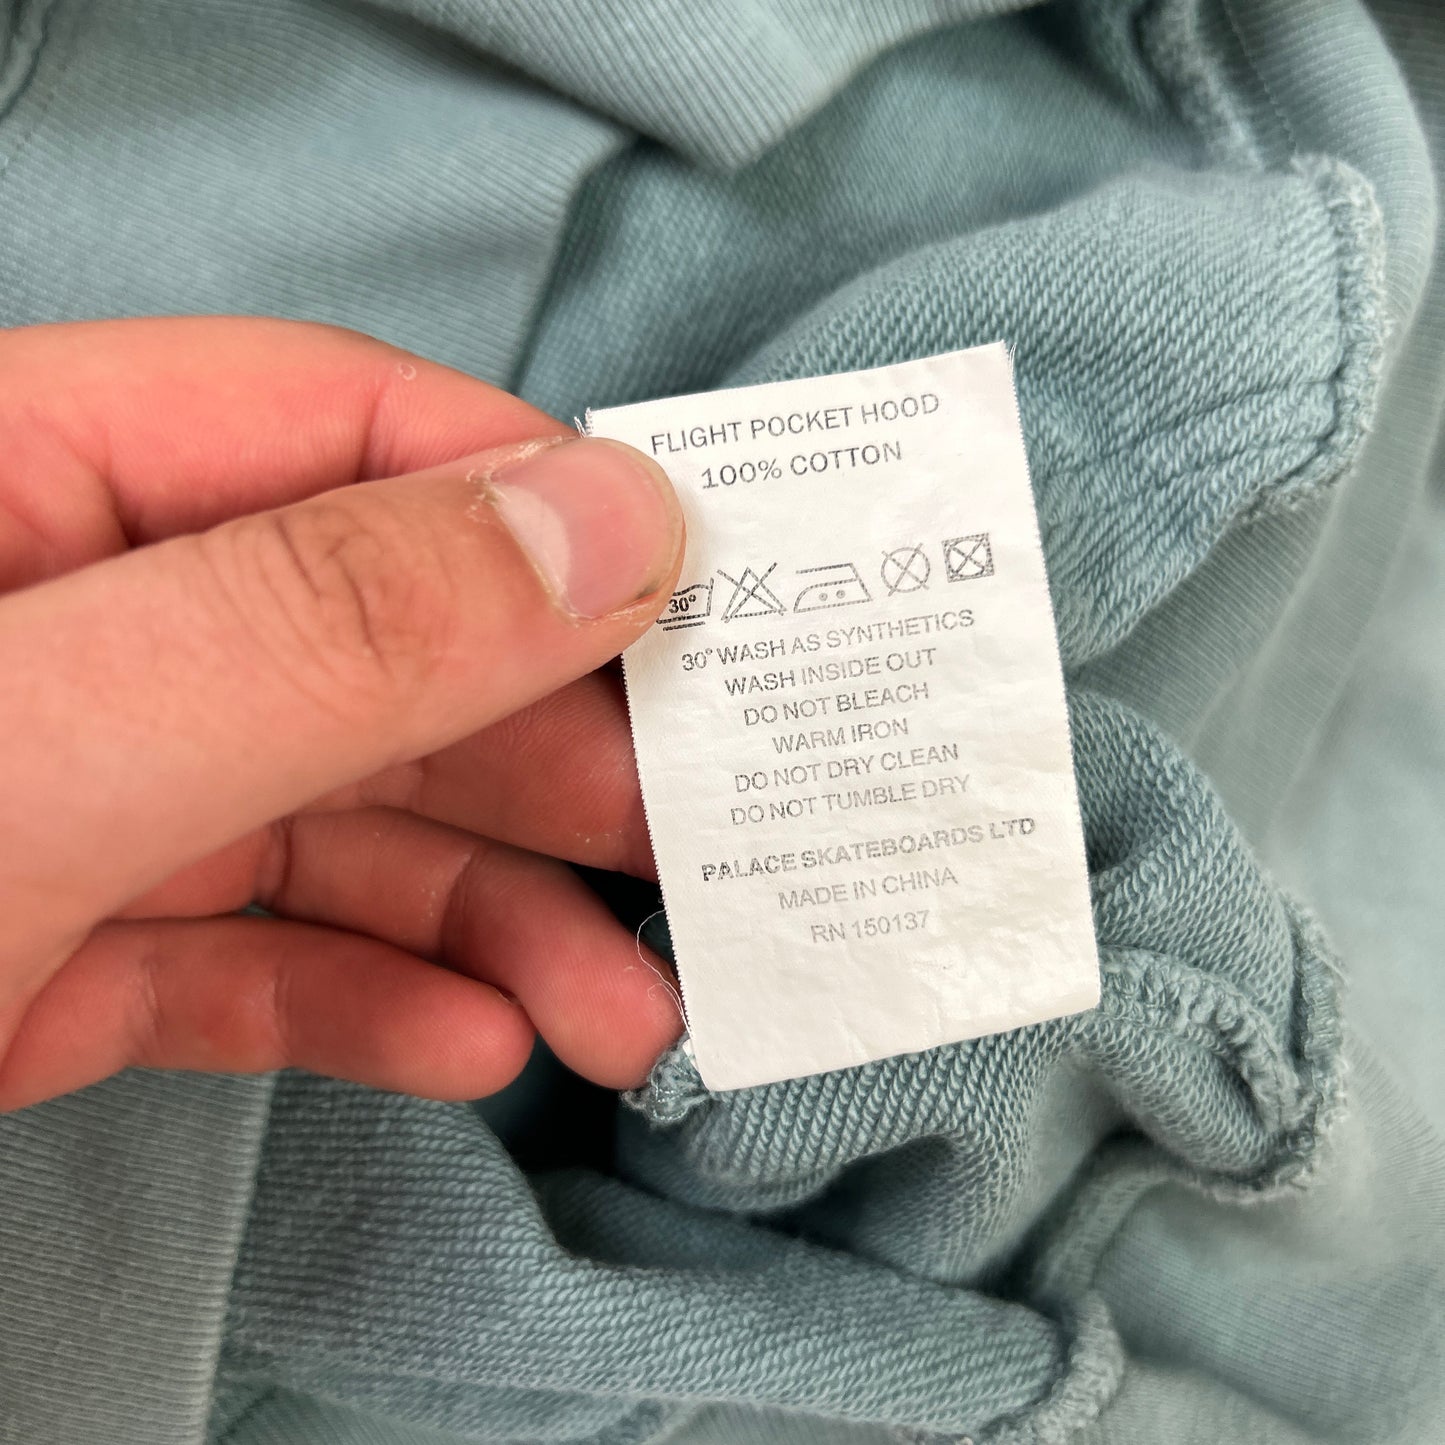 FLIGHT POCKET HOOD
100% COTTON
30°
30° WASH AS SYNTHETICS
WASH INSIDE OUT
DO NOT BLEACH
WARM IRON
DO NOT DRY CLEAN
DO NOT TUMBLE DRY
PALACE SKATEBOARDS LTD
MADE IN CHINA
RN 150137